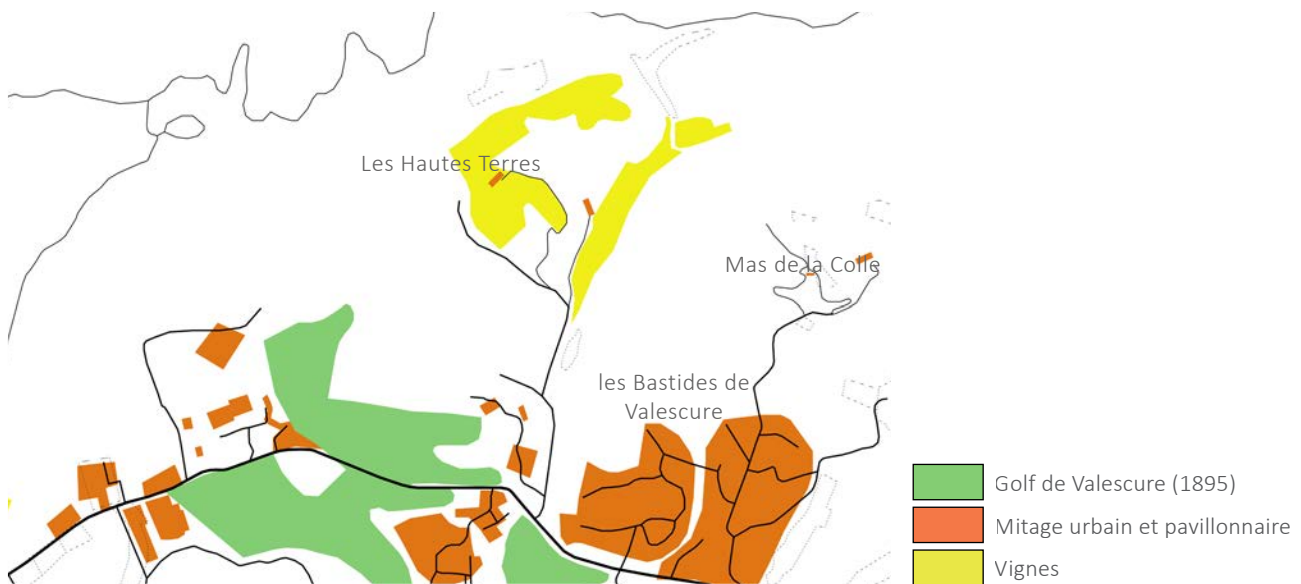 Les Hautes Terres
Mas de la Colle
les Bastides de
Valescure
Golf de Valescure (1895)
Mitage urbain et pavillonnaire
Vignes